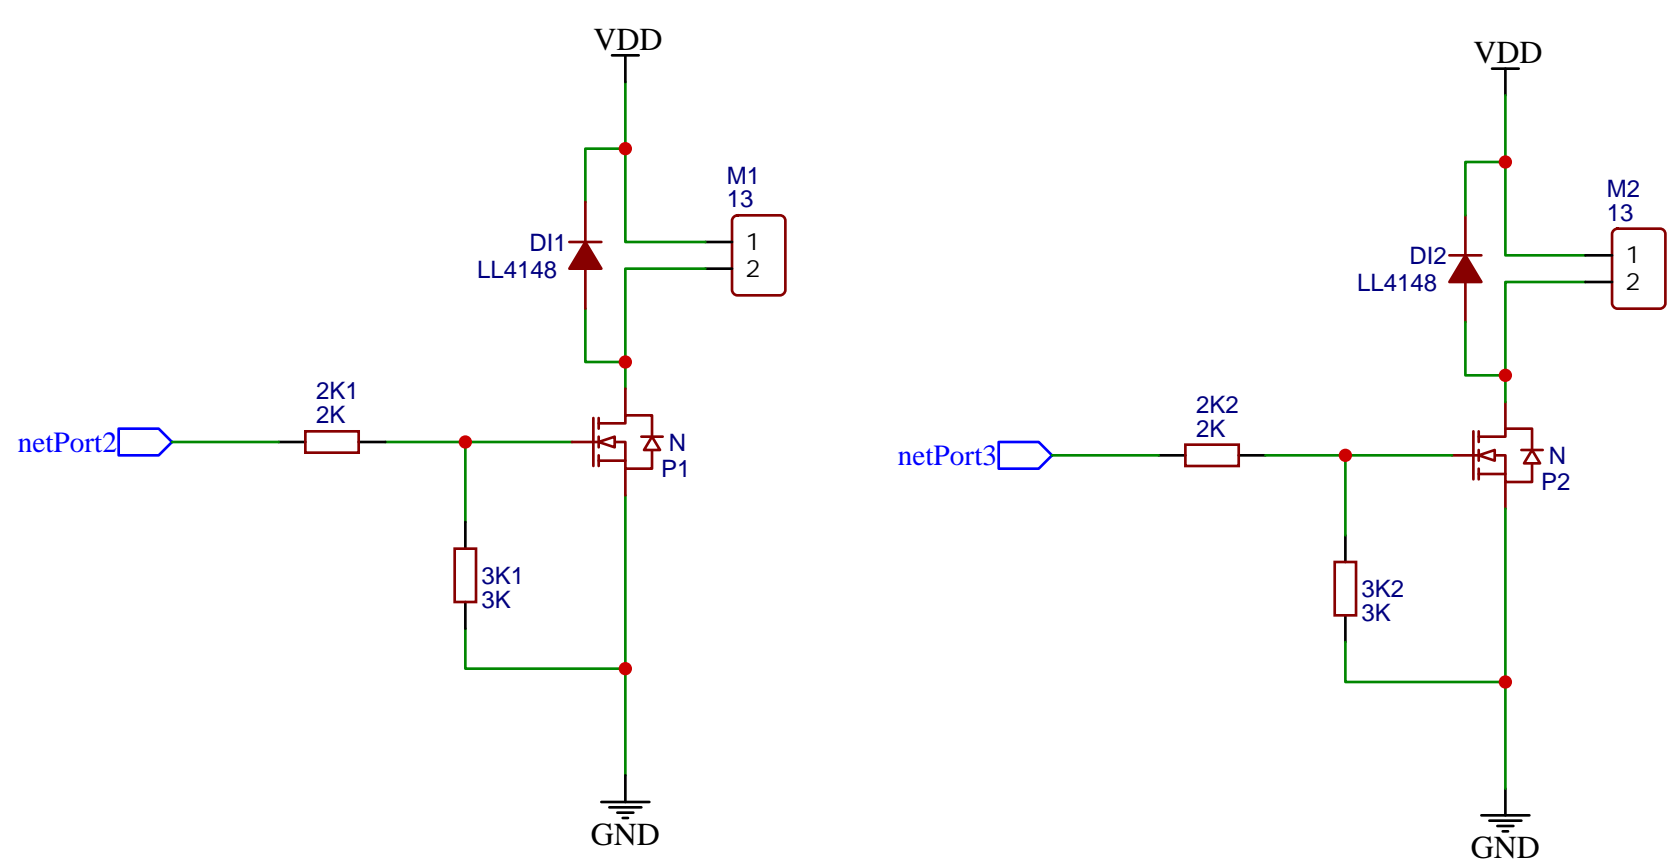 VDD
M1
13
1
2
DI1
LL4148
2K1
2K
netPort2
N
P1
3K1
3K
GND
VDD
M2
13
1
2
DI2
LL4148
2K2
2K
netPort3
N
P2
3K2
3K
GND